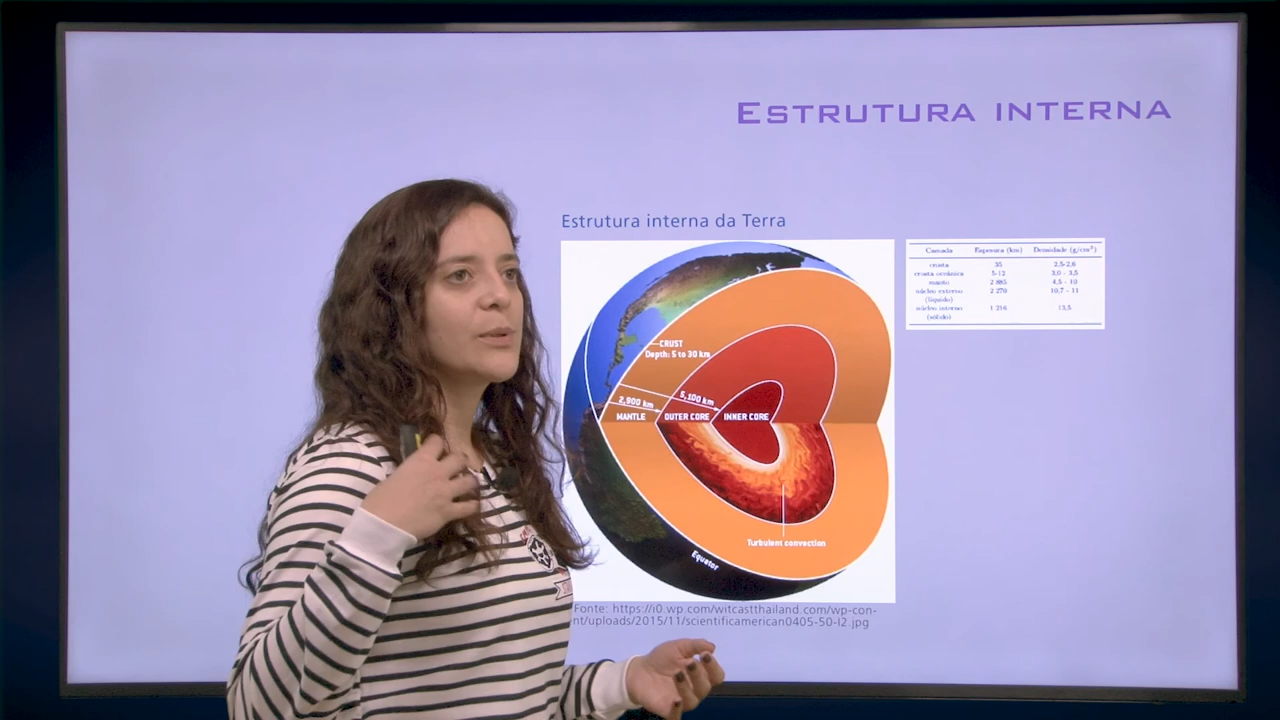 ESTRUTURA INTERNA
Estrutura interna da Terra
Camada Espessura (km) Densidade (g/cm³)
crosta 35 2,5-2,6
crosta oceânica 5-12 3,0 - 3,5
manto 2 885 4,5 - 10
núcleo externo 2 270 10,7 - 11
(líquido)
núcleo interno 1 216 13,5
(sólido)
CRUST
Depth: 5 to 30 km
2,900 km
5,100 km
MANTLE OUTER CORE INNER CORE
Turbulent convection
Equator
Fonte: https://i0.wp.com/witcastthailand.com/wp-con-
nt/uploads/2015/11/scientificamerican0405-50-I2.jpg